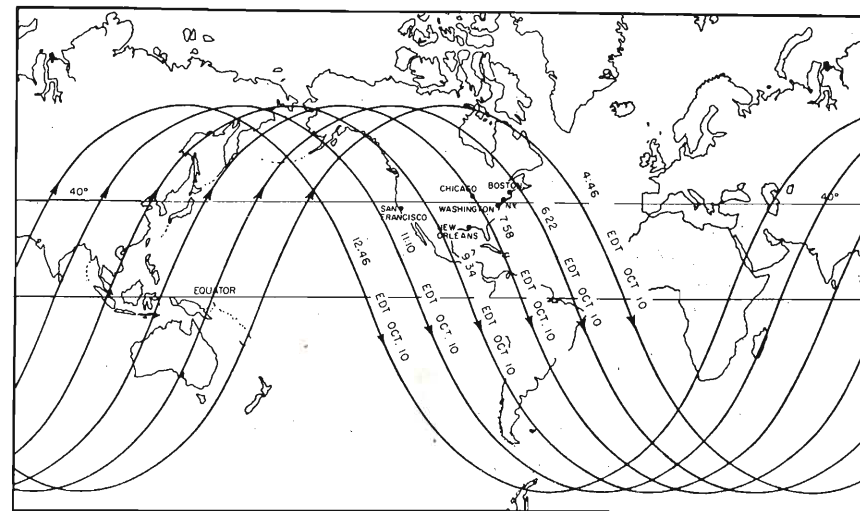 40°
CHICAGO
BOSTON
WASHINGTON
NY
SAN
FRANCISCO
NEW
ORLEANS
40°
EQUATOR
12:46 EDT OCT. 10
11:10 EDT OCT. 10
9:34 EDT OCT 10
7:58 EDT OCT. 10
6:22 EDT OCT. 10
4:46 EDT OCT 10